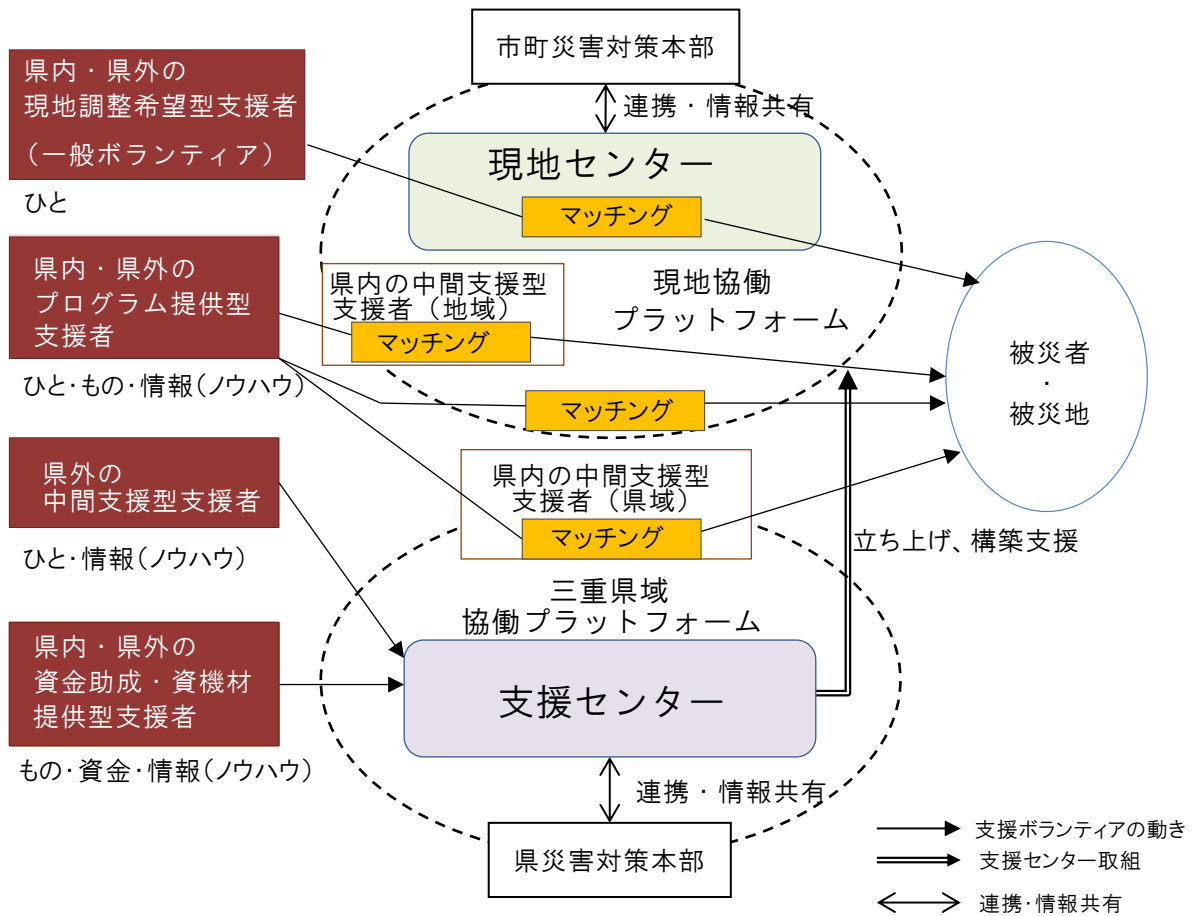 市町災害対策本部
連携・情報共有
県内・県外の
現地調整希望型支援者
（一般ボランティア）
ひと
現地センター
マッチング
県内・県外の
プログラム提供型
支援者
ひと・もの・情報（ノウハウ）
県内の中間支援型
支援者（地域）
マッチング
現地協働
プラットフォーム
マッチング
被災者
・
被災地
県外の
中間支援型支援者
ひと・情報（ノウハウ）
県内の中間支援型
支援者（県域）
マッチング
立ち上げ、構築支援
三重県域
協働プラットフォーム
県内・県外の
資金助成・資機材
提供型支援者
もの・資金・情報（ノウハウ）
支援センター
連携・情報共有
県災害対策本部
支援ボランティアの動き
支援センター取組
連携・情報共有